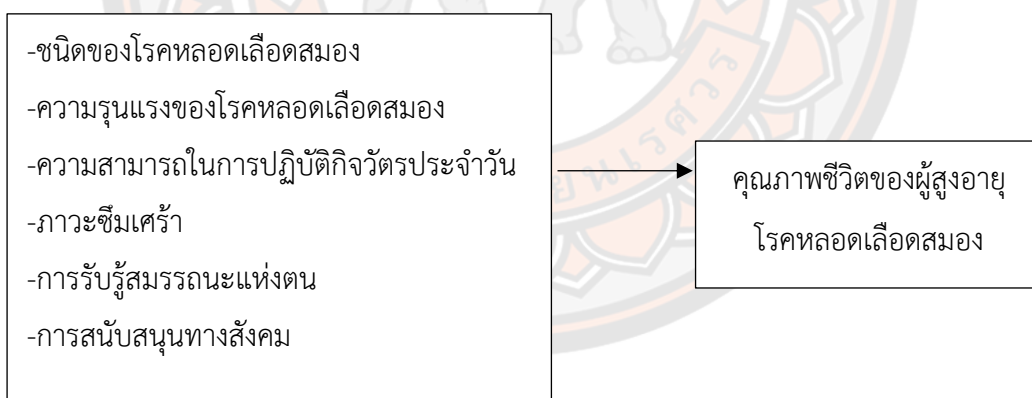 -ชนิดของโรคหลอดเลือดสมอง
-ความรุนแรงของโรคหลอดเลือดสมอง
-ความสามารถในการปฏิบัติกิจวัตรประจำวัน
-ภาวะซึมเศร้า
-การรับรู้สมรรถนะแห่งตน
-การสนับสนุนทางสังคม
คุณภาพชีวิตของผู้สูงอายุ
โรคหลอดเลือดสมอง